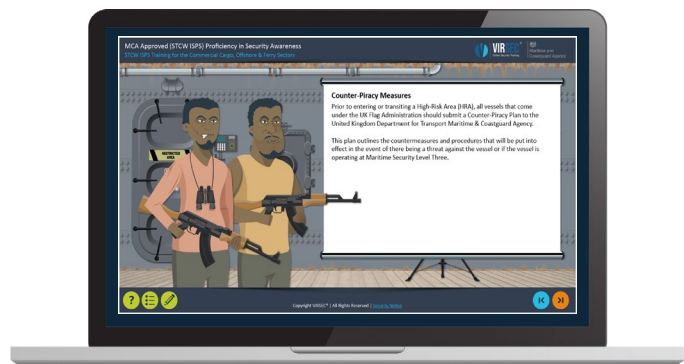 MCA Approved (STCW ISPS) Proficiency in Security Awareness
STCW ISPS Training for the Commercial Cargo, Offshore & Ferry Sectors
VIRSEC®
Maritime and
Coastguard Agency
RESTRICTED
AREA
Counter-Piracy Measures
Prior to entering or transiting a High-Risk Area (HRA), all vessels that come
under the UK Flag Administration should submit a Counter-Piracy Plan to the
United Kingdom Department for Transport Maritime & Coastguard Agency.
This plan outlines the countermeasures and procedures that will be put into
effect in the event of there being a threat against the vessel or if the vessel is
operating at Maritime Security Level Three.
?
Copyright VIRSEC® | All Rights Reserved |